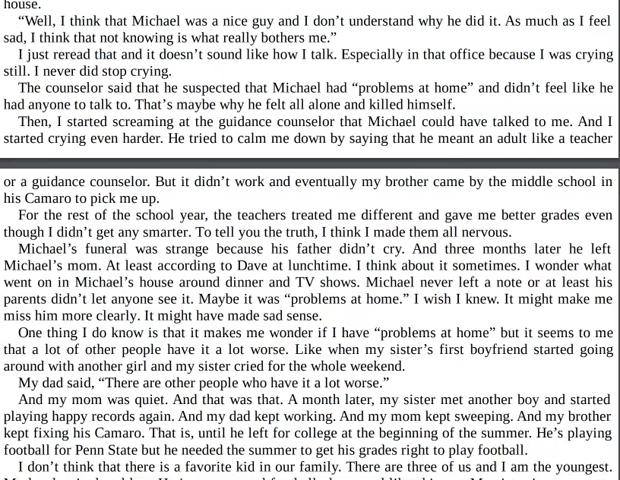 house.
“Well, I think that Michael was a nice guy and I don’t understand why he did it. As much as I feel
sad, I think that not knowing is what really bothers me.”
I just reread that and it doesn’t sound like how I talk. Especially in that office because I was crying
still. I never did stop crying.
The counselor said that he suspected that Michael had “problems at home” and didn’t feel like he
had anyone to talk to. That’s maybe why he felt all alone and killed himself.
Then, I started screaming at the guidance counselor that Michael could have talked to me. And I
started crying even harder. He tried to calm me down by saying that he meant an adult like a teacher
or a guidance counselor. But it didn’t work and eventually my brother came by the middle school in
his Camaro to pick me up.
For the rest of the school year, the teachers treated me different and gave me better grades even
though I didn’t get any smarter. To tell you the truth, I think I made them all nervous.
Michael’s funeral was strange because his father didn’t cry. And three months later he left
Michael’s mom. At least according to Dave at lunchtime. I think about it sometimes. I wonder what
went on in Michael’s house around dinner and TV shows. Michael never left a note or at least his
parents didn’t let anyone see it. Maybe it was “problems at home.” I wish I knew. It might make me
miss him more clearly. It might have made sad sense.
One thing I do know is that it makes me wonder if I have “problems at home” but it seems to me
that a lot of other people have it a lot worse. Like when my sister’s first boyfriend started going
around with another girl and my sister cried for the whole weekend.
My dad said, “There are other people who have it a lot worse.”
And my mom was quiet. And that was that. A month later, my sister met another boy and started
playing happy records again. And my dad kept working. And my mom kept sweeping. And my brother
kept fixing his Camaro. That is, until he left for college at the beginning of the summer. He’s playing
football for Penn State but he needed the summer to get his grades right to play football.
I don’t think that there is a favorite kid in our family. There are three of us and I am the youngest.